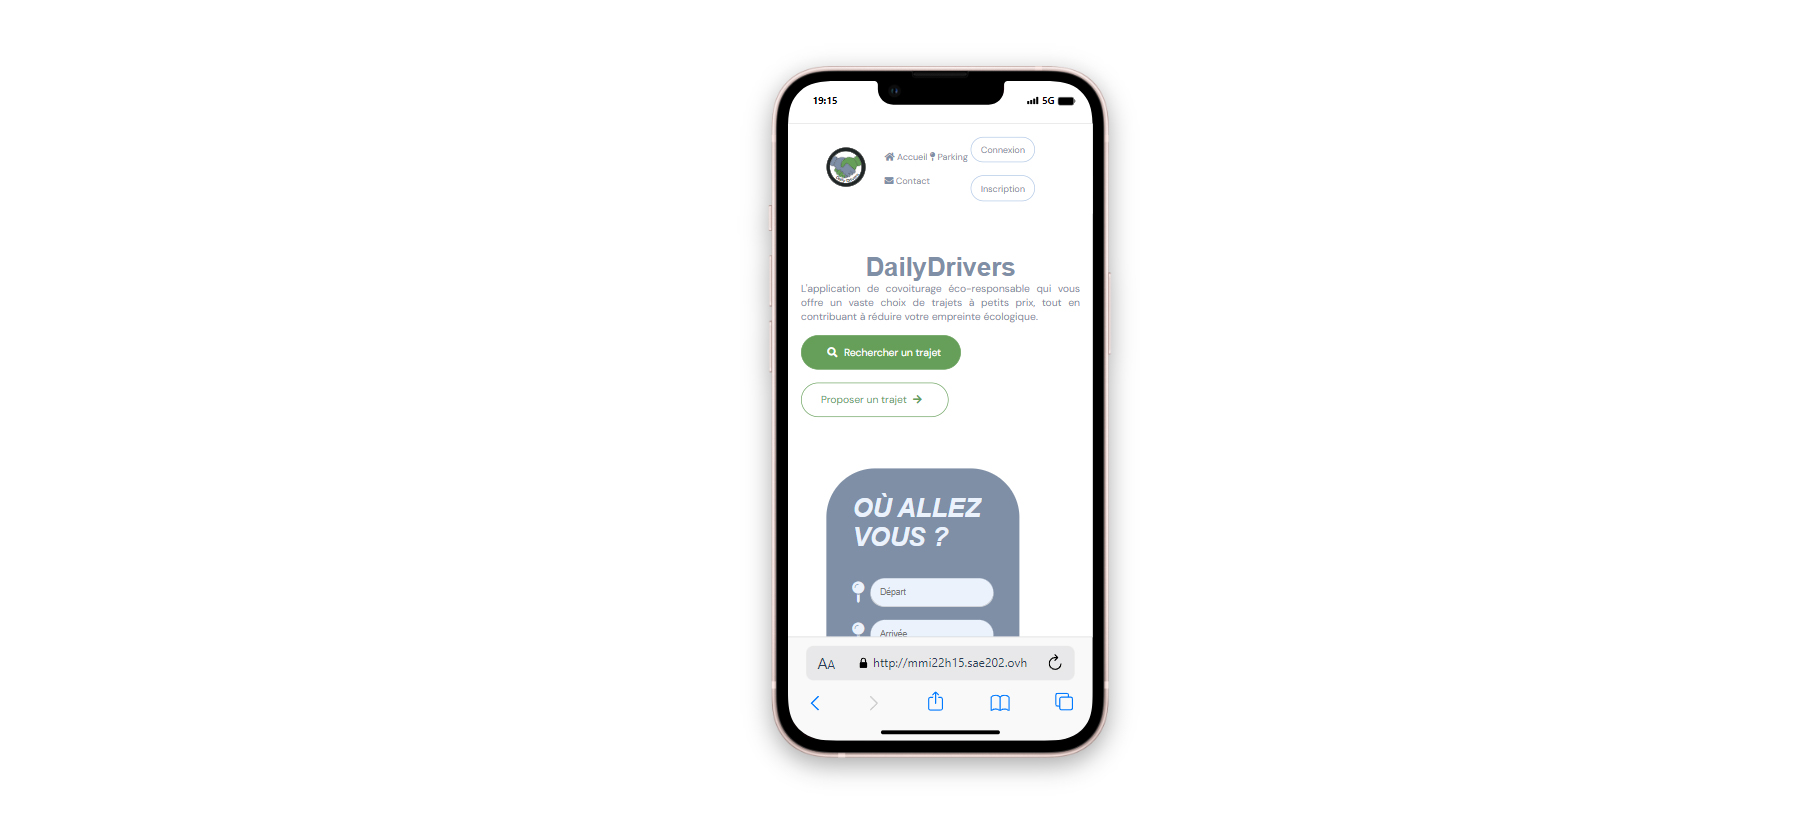 19:15
5G
Accueil Parking
Connexion
Contact
Inscription
DailyDrivers
L'application de covoiturage éco-responsable qui vous
offre un vaste choix de trajets à petits prix, tout en
contribuant à réduire votre empreinte écologique.
Rechercher un trajet
Proposer un trajet
OÙ ALLEZ
VOUS ?
Départ
Arrivée
AA
http://mmi22h15.sae202.ovh